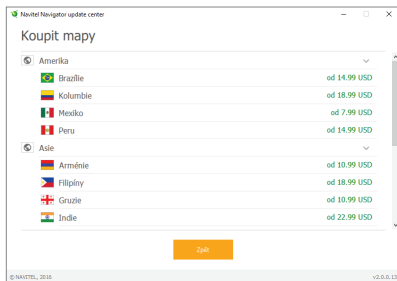 Navitel Navigator update center
Koupit mapy
Amerika
Brazílie od 14.99 USD
Kolumbie od 18.99 USD
Mexiko od 7.99 USD
Peru od 14.99 USD
Asie
Arménie od 10.99 USD
Filipíny od 18.99 USD
Gruzie od 10.99 USD
Indie od 22.99 USD
Zpět
© NAVITEL, 2016 v2.0.0.13